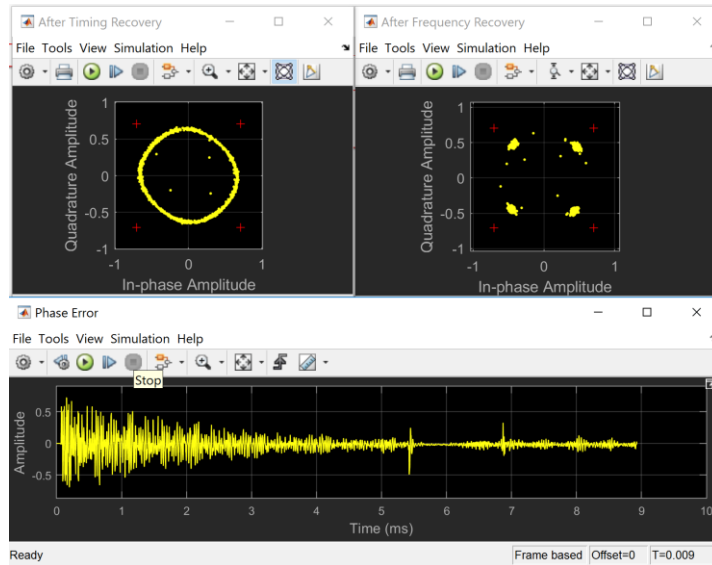 After Timing Recovery
File Tools View Simulation Help
Quadrature Amplitude
1
0.5
0
-0.5
-1
-1 0 1
In-phase Amplitude
After Frequency Recovery
File Tools View Simulation Help
Quadrature Amplitude
1
0.5
0
-0.5
-1
-1 0 1
In-phase Amplitude
Phase Error
File Tools View Simulation Help
Stop
Amplitude
0.5
0
-0.5
0 1 2 3 4 5 6 7 8 9 10
Time (ms)
Ready
Frame based Offset=0 T=0.009